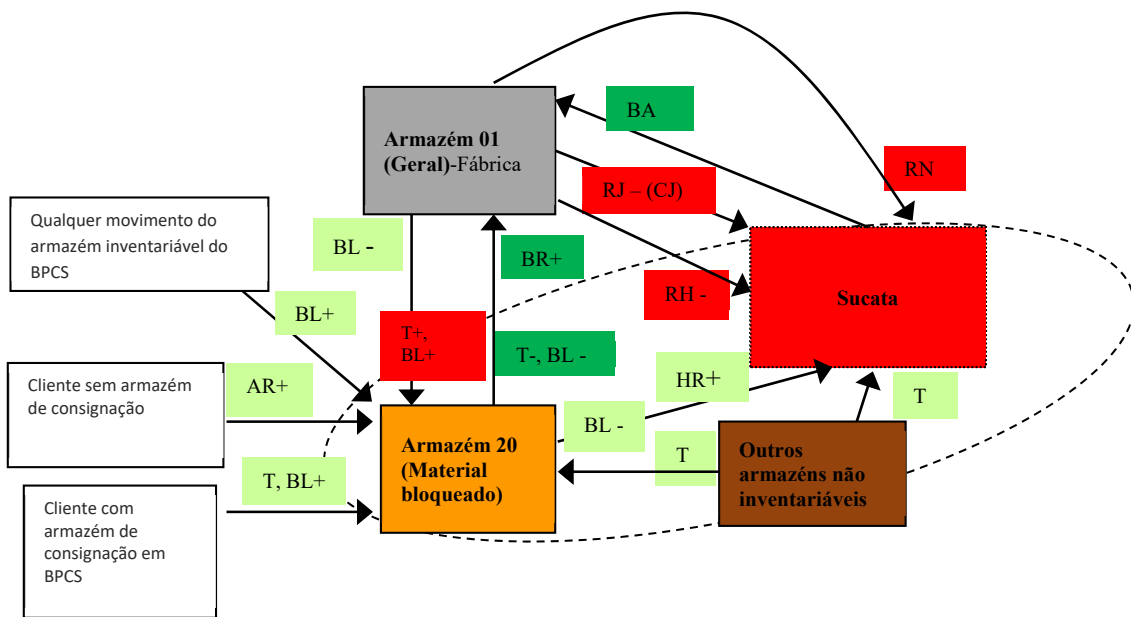 BA
Armazém 01
(Geral)-Fábrica
RJ – (CJ)
RN
Qualquer movimento do
armazém inventariável do
BPCS
BL -
BR+
RH -
Sucata
BL+
T+,
BL+
T-, BL -
Cliente sem armazém
de consignação
AR+
HR+
T
BL -
Armazém 20
(Material
bloqueado)
T
Outros
armazéns não
inventariáveis
T, BL+
Cliente com
armazém de
consignação em
BPCS